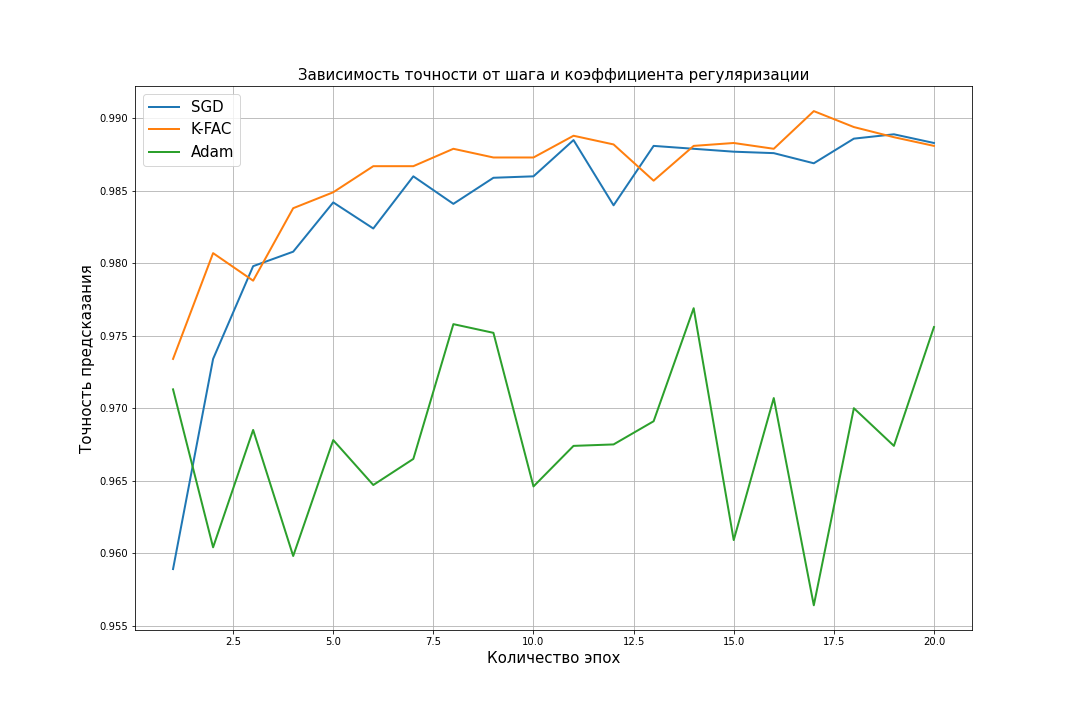 Зависимость точности от шага и коэффициента регуляризации
SGD
K-FAC
Adam
Точность предсказания
0.990
0.985
0.980
0.975
0.970
0.965
0.960
0.955
2.5 5.0 7.5 10.0 12.5 15.0 17.5 20.0
Количество эпох